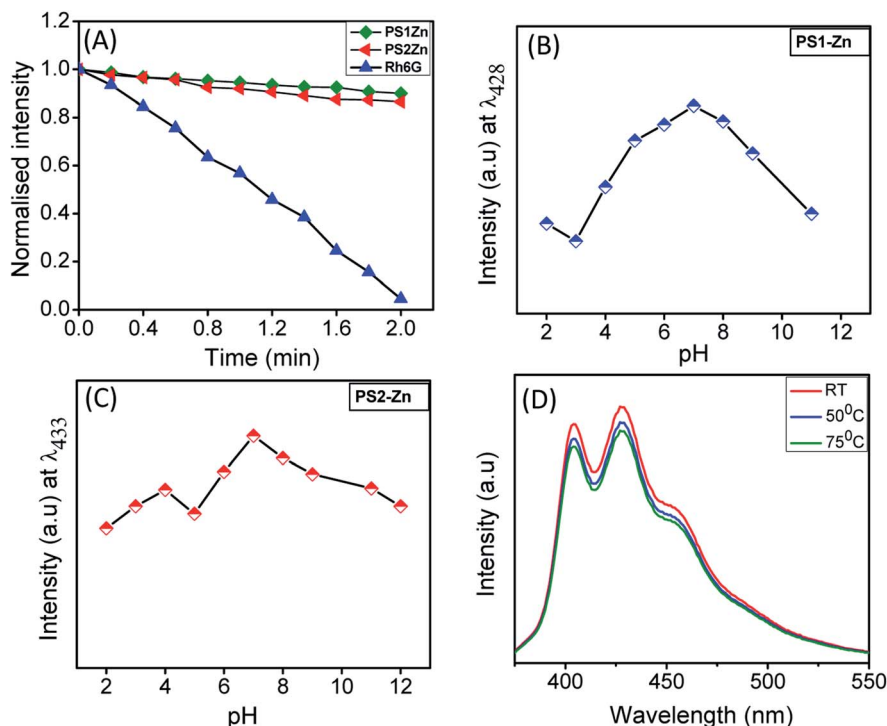 (A)
PS1Zn
PS2Zn
Rh6G
1.2
1.0
0.8
0.6
0.4
0.2
0.0
Normalised intensity
0.0 0.4 0.8 1.2 1.6 2.0
Time (min)
(B)
PS1-Zn
Intensity (a.u) at λ428
2 4 6 8 10 12
pH
(C)
PS2-Zn
Intensity (a.u) at λ433
2 4 6 8 10 12
pH
(D)
RT
50⁰C
75⁰C
Intensity (a.u)
400 450 500 550
Wavelength (nm)